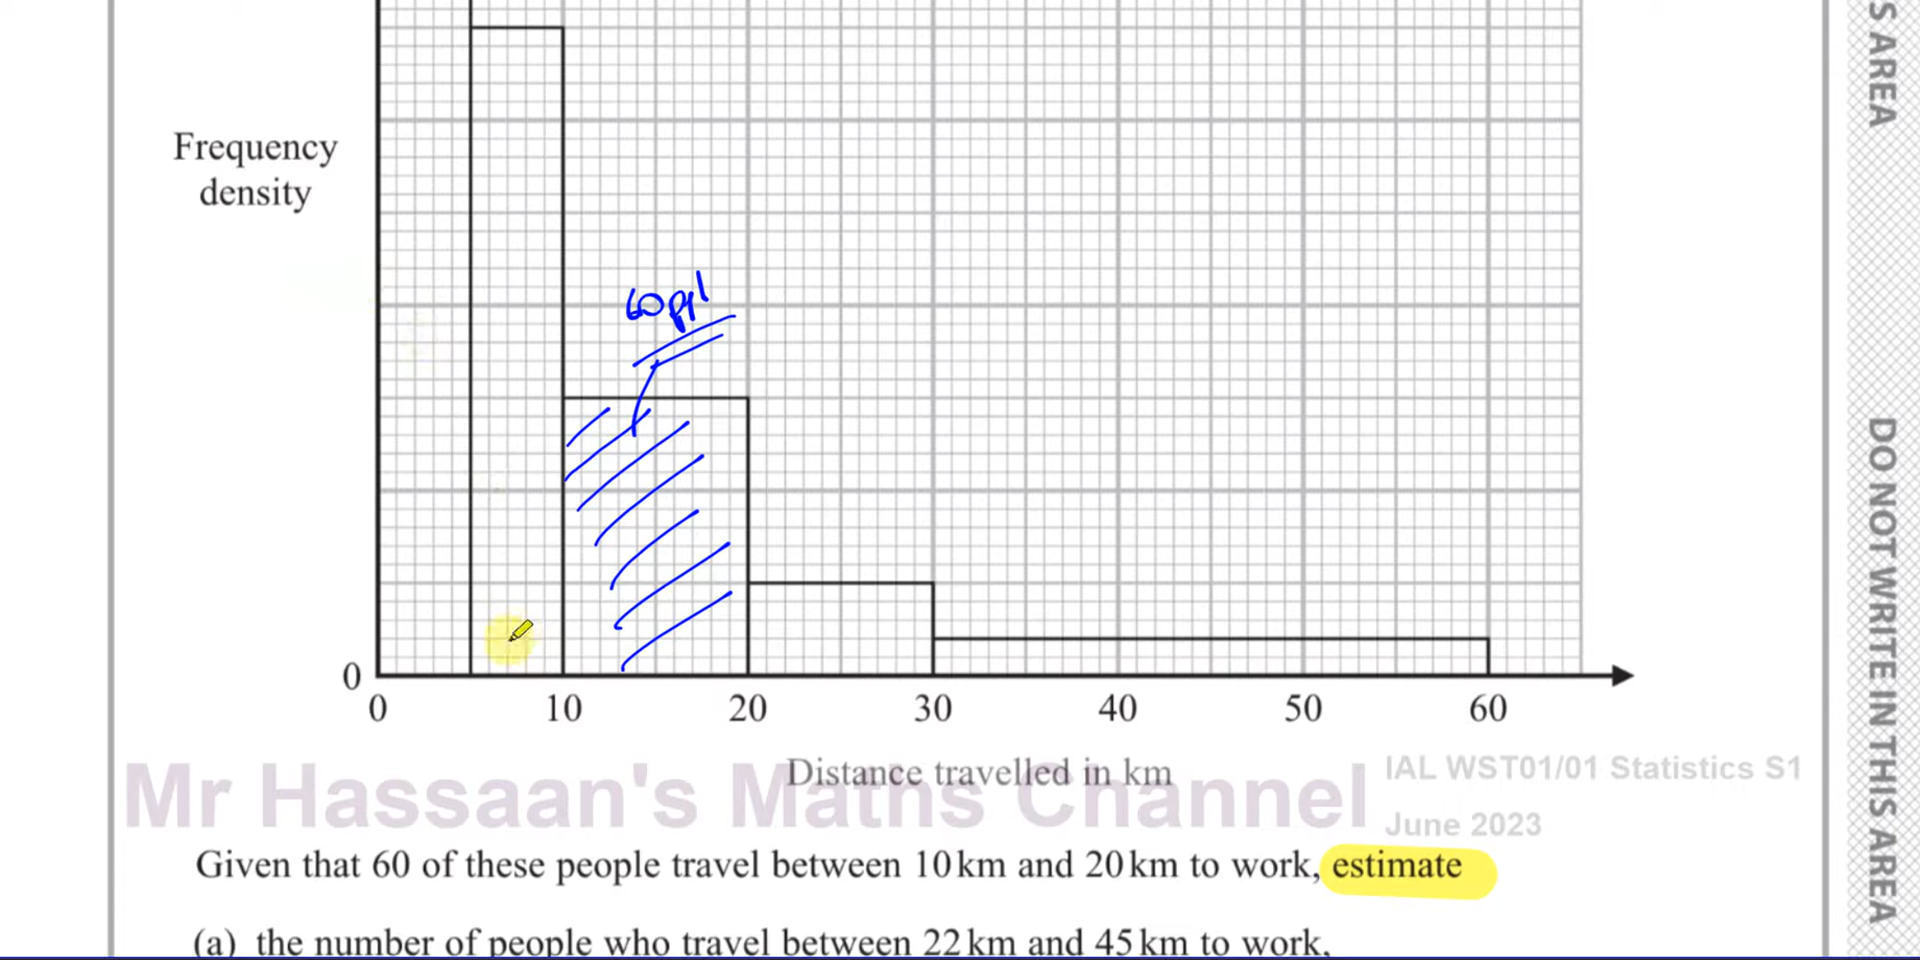 Frequency
density
60 ppl
0
0 10 20 30 40 50 60
Distance travelled in km
Mr Hassaan's Maths Channel
IAL WST01/01 Statistics S1
June 2023
Given that 60 of these people travel between 10 km and 20 km to work, estimate
(a) the number of people who travel between 22 km and 45 km to work,
S AREA
DO NOT WRITE IN THIS AREA